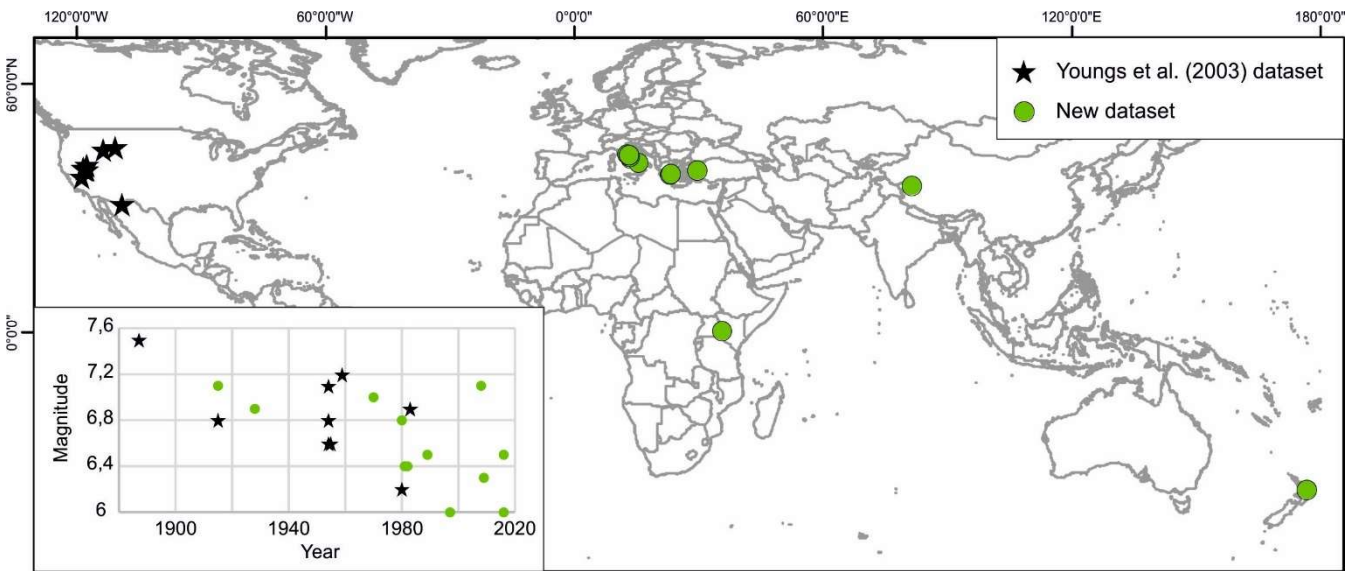 120°0'0"W 60°0'0"W 0°0'0" 60°0'0"E 120°0'0"E 180°0'0"
60°0'0"N
0°0'0"
Youngs et al. (2003) dataset
New dataset
7,6
7,2
6,8
6,4
6
Magnitude
1900 1940 1980 2020
Year